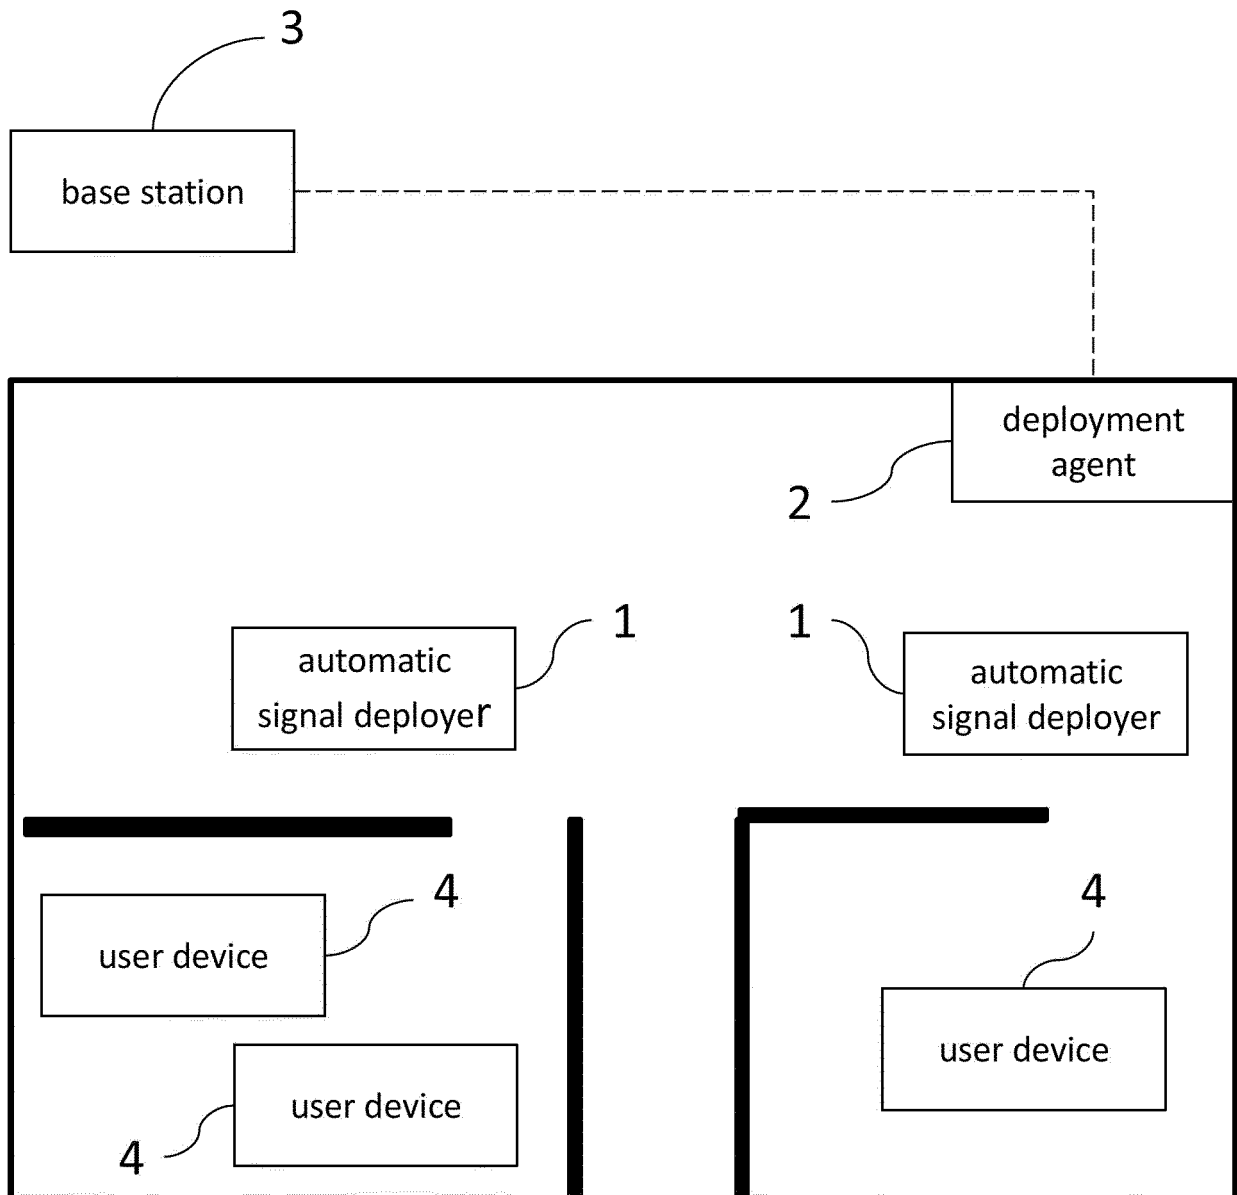 3
base station
deployment
agent
2
1
1
automatic
signal deployer
automatic
signal deployer
4
4
user device
user device
user device
4